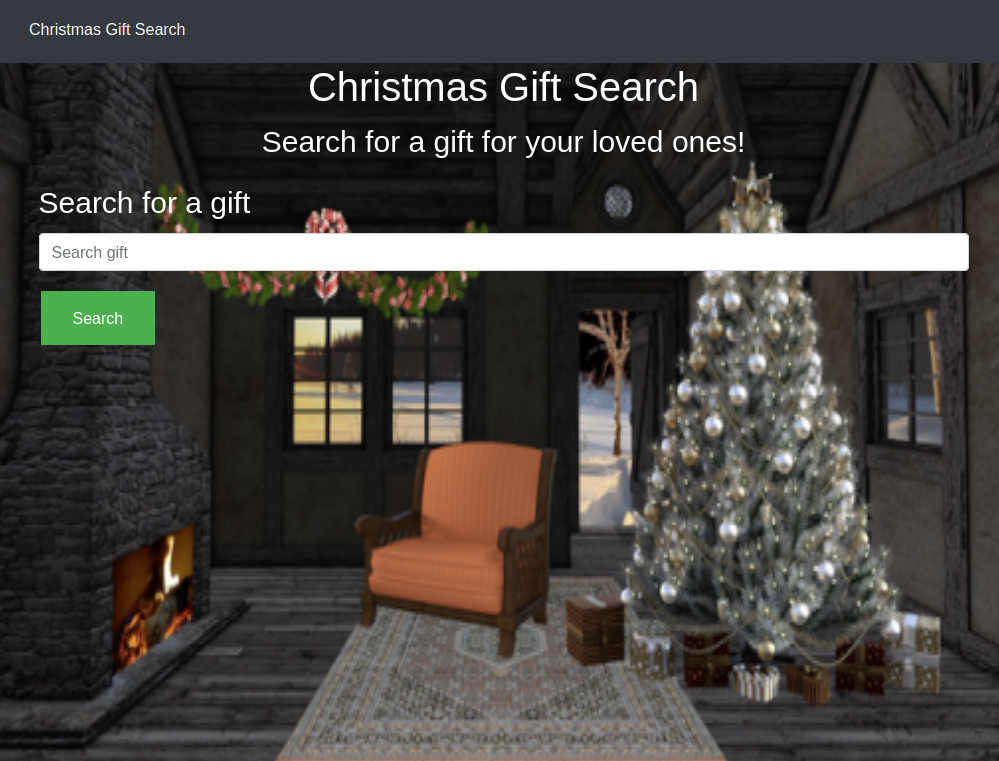 Christmas Gift Search
Christmas Gift Search
Search for a gift for your loved ones!
Search for a gift
Search gift
Search